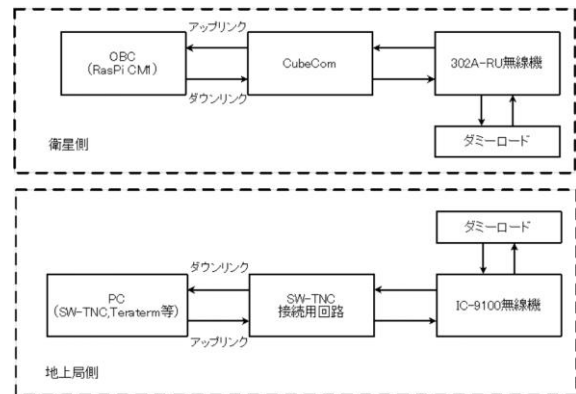 アップリンク
OBC
(RasPi CM1)
CubeCom
302A-RU無線機
ダウンリンク
ダミーロード
衛星側
ダミーロード
ダウンリンク
PC
(SW-TNC,Teraterm等)
SW-TNC
接続用回路
IC-9100無線機
アップリンク
地上局側